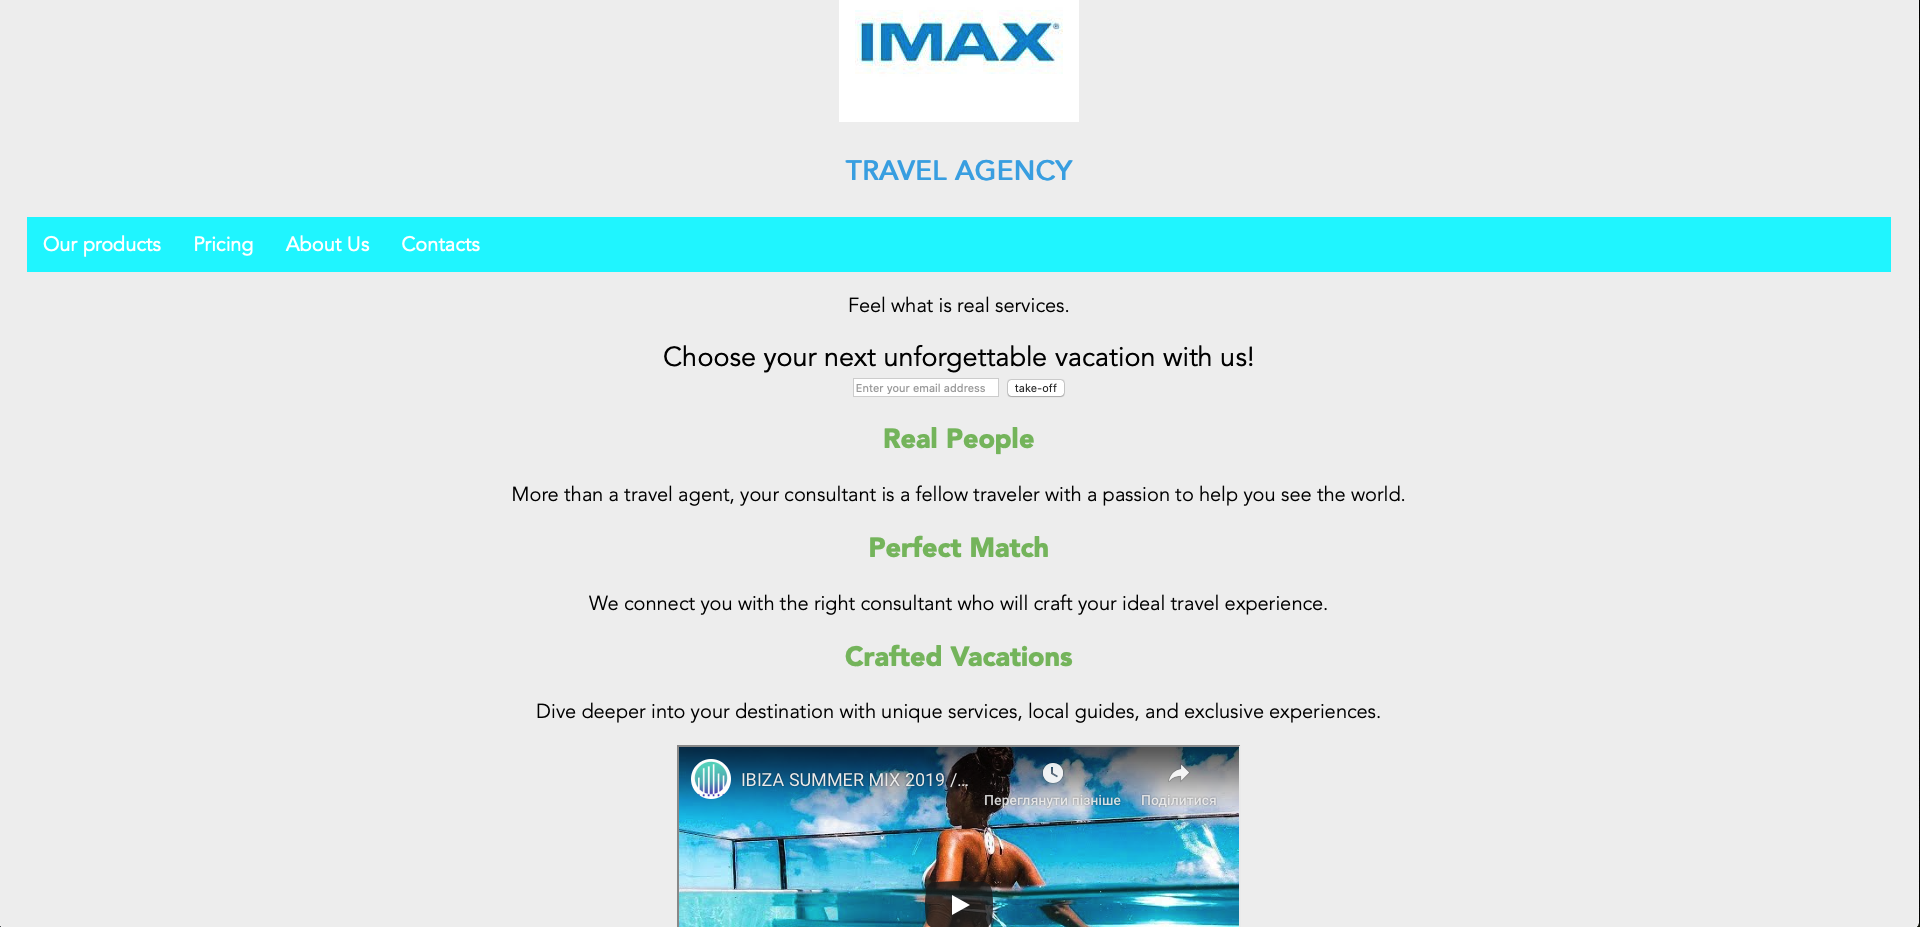 IMAX®
TRAVEL AGENCY
Our products Pricing About Us Contacts
Feel what is real services.
Choose your next unforgettable vacation with us!
Enter your email address take-off
Real People
More than a travel agent, your consultant is a fellow traveler with a passion to help you see the world.
Perfect Match
We connect you with the right consultant who will craft your ideal travel experience.
Crafted Vacations
Dive deeper into your destination with unique services, local guides, and exclusive experiences.
IBIZA SUMMER MIX 2019 /...
Переглянути пізніше Поділитися